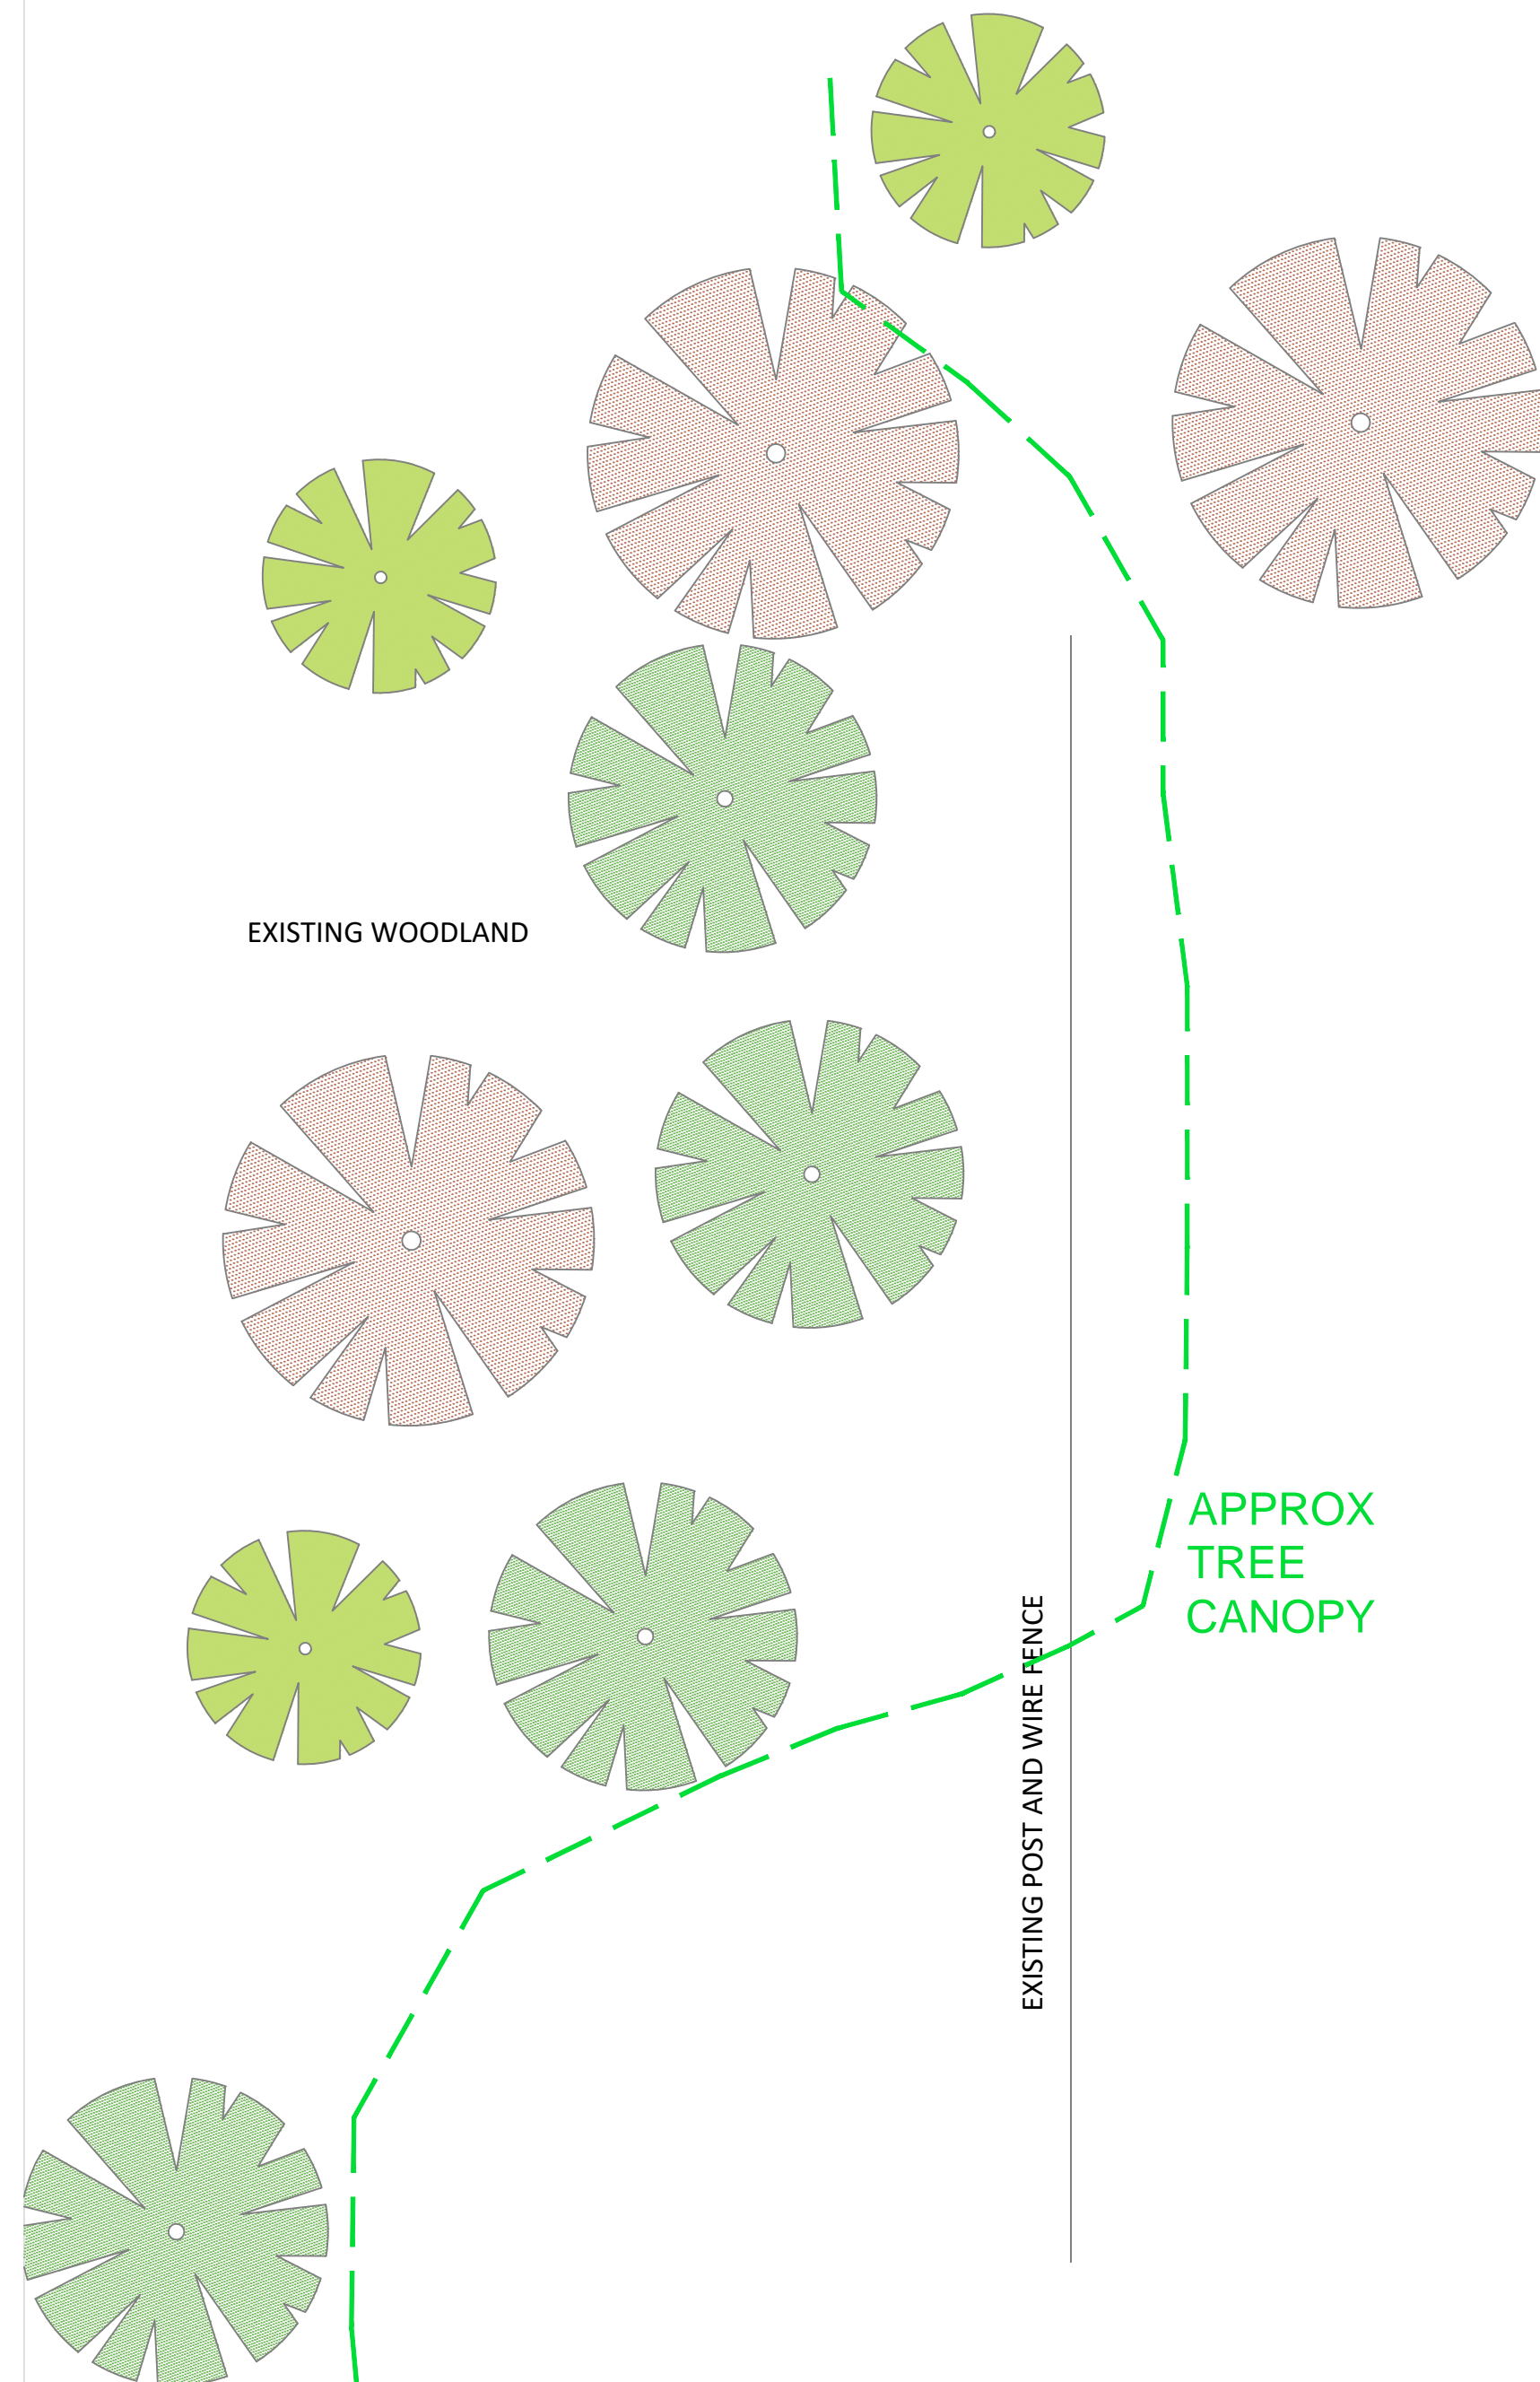 EXISTING WOODLAND
APPROX
TREE
CANOPY
EXISTING POST AND WIRE FENCE